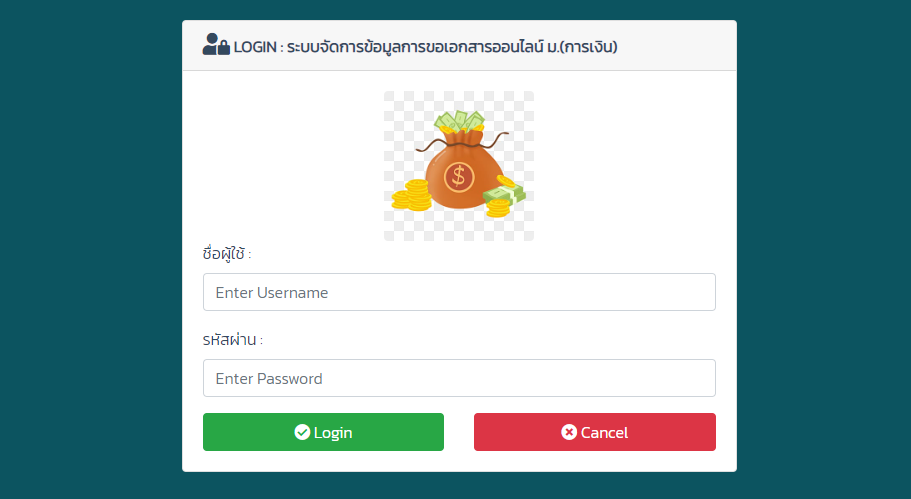 LOGIN : ระบบจัดการข้อมูลการขอเอกสารออนไลน์ ม.(การเงิน)
$
ชื่อผู้ใช้ :
Enter Username
รหัสผ่าน :
Enter Password
Login
Cancel